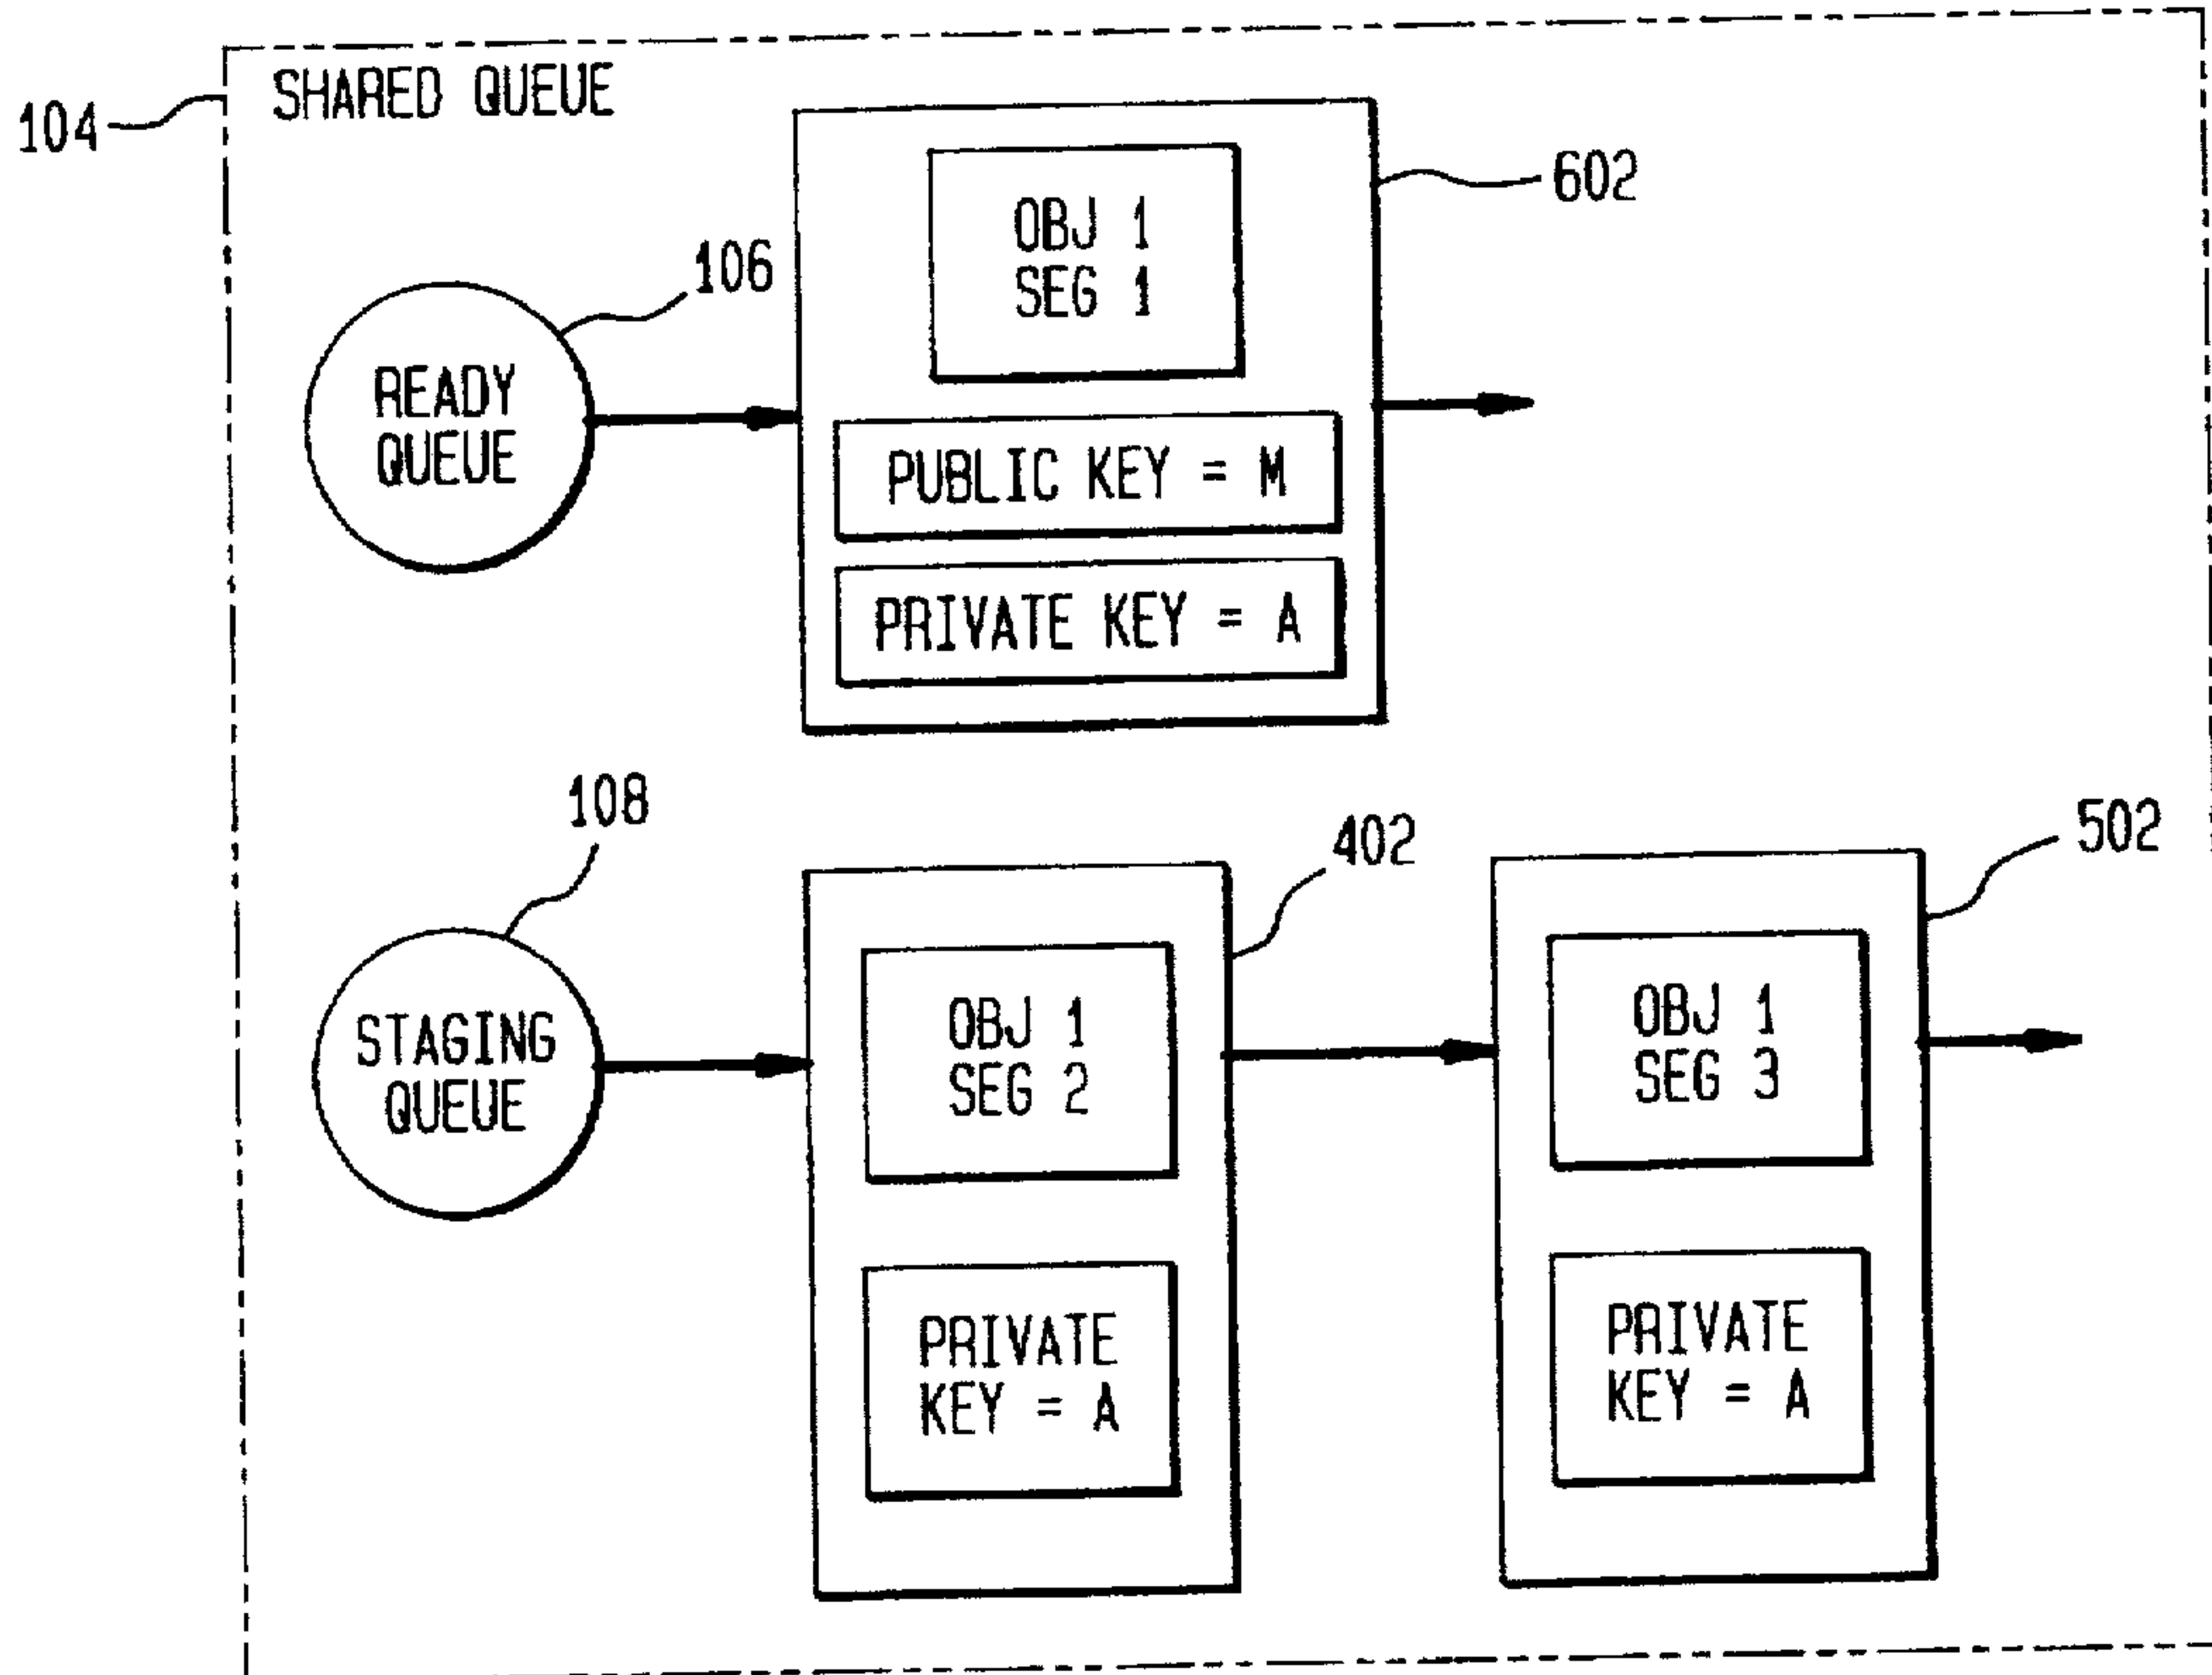 SHARED QUEUE
104
602
OBJ 1
SEG 1
106
READY
QUEUE
PUBLIC KEY = M
PRIVATE KEY = A
108
402
502
STAGING
QUEUE
OBJ 1
SEG 2
OBJ 1
SEG 3
PRIVATE
KEY = A
PRIVATE
KEY = A